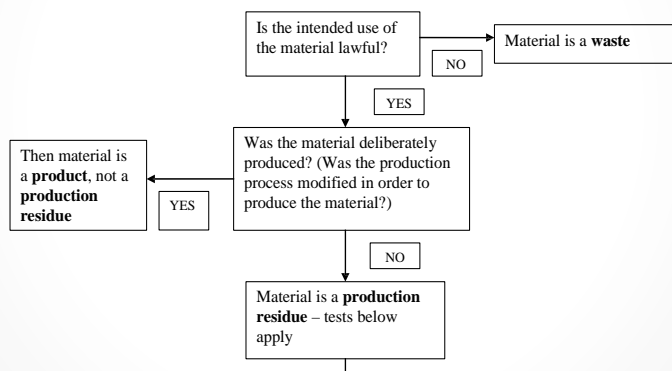 Is the intended use of
the material lawful?
NO
Material is a waste
YES
Was the material deliberately
produced? (Was the production
process modified in order to
produce the material?)
YES
Then material is
a product, not a
production
residue
NO
Material is a production
residue – tests below
apply